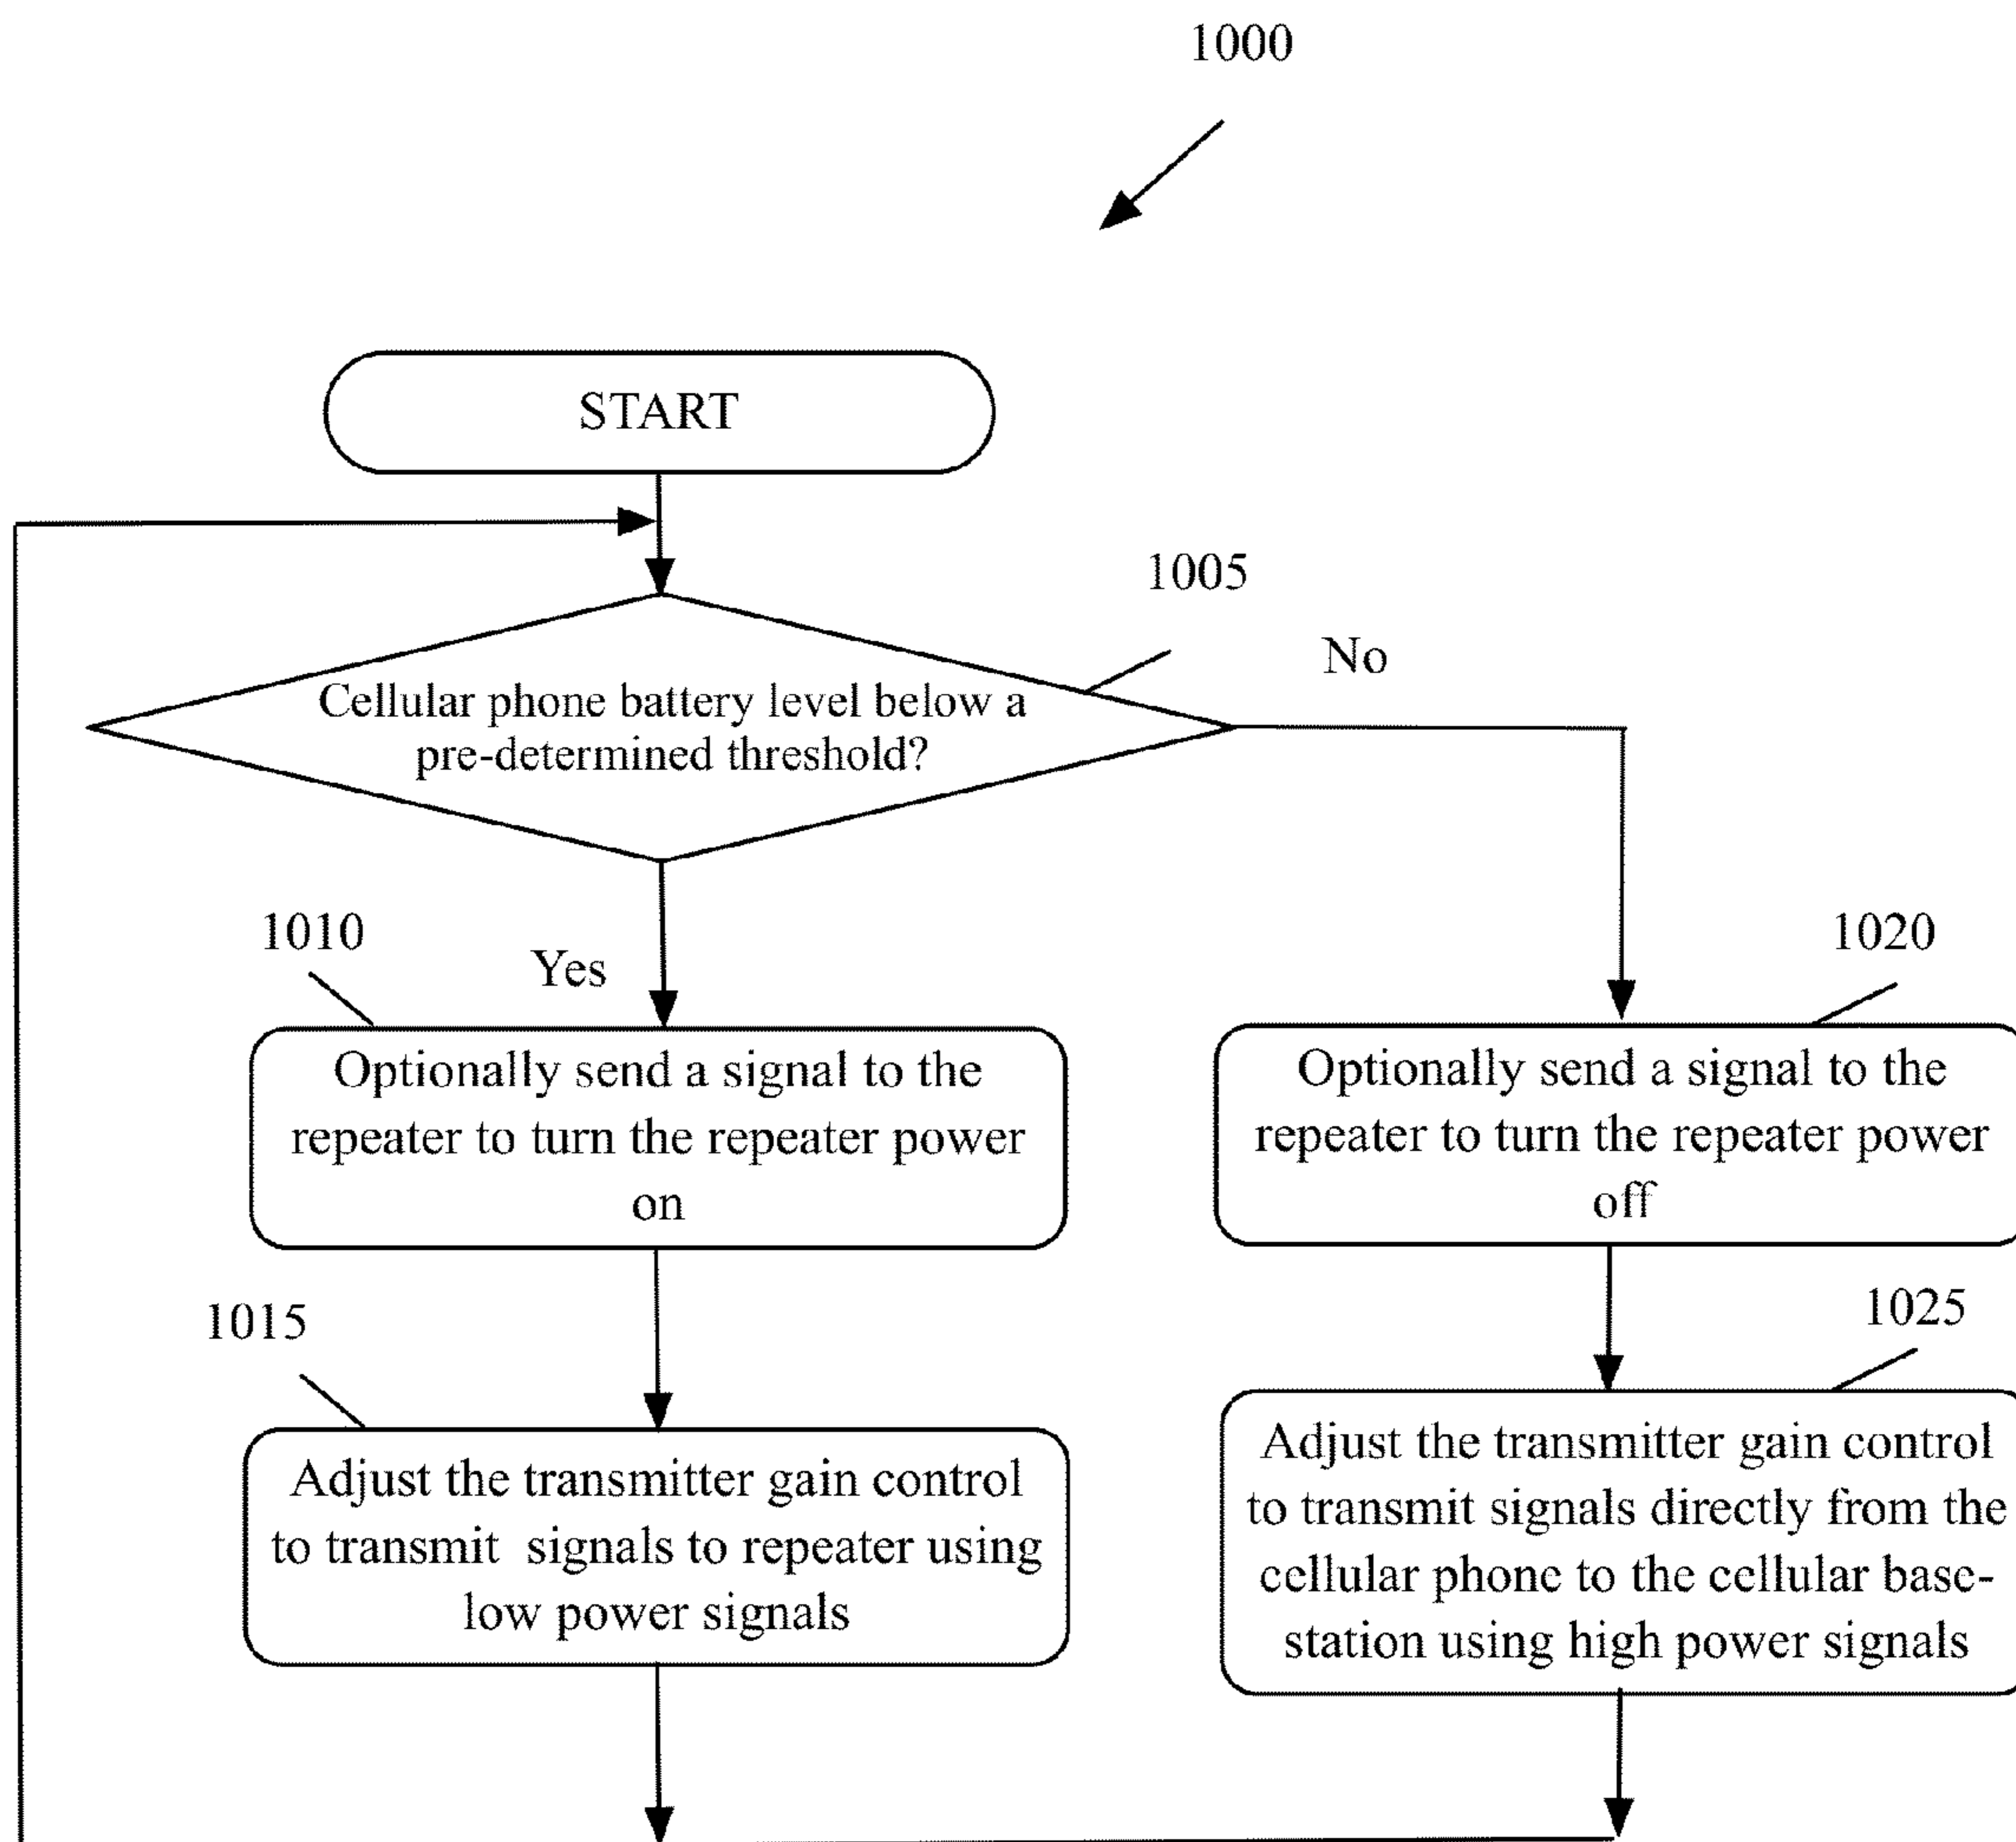 1000
START
1005
No
Cellular phone battery level below a
pre-determined threshold?
1010
Yes
1020
Optionally send a signal to the
repeater to turn the repeater power
on
Optionally send a signal to the
repeater to turn the repeater power
off
1015
1025
Adjust the transmitter gain control
to transmit signals to repeater using
low power signals
Adjust the transmitter gain control
to transmit signals directly from the
cellular phone to the cellular base-
station using high power signals